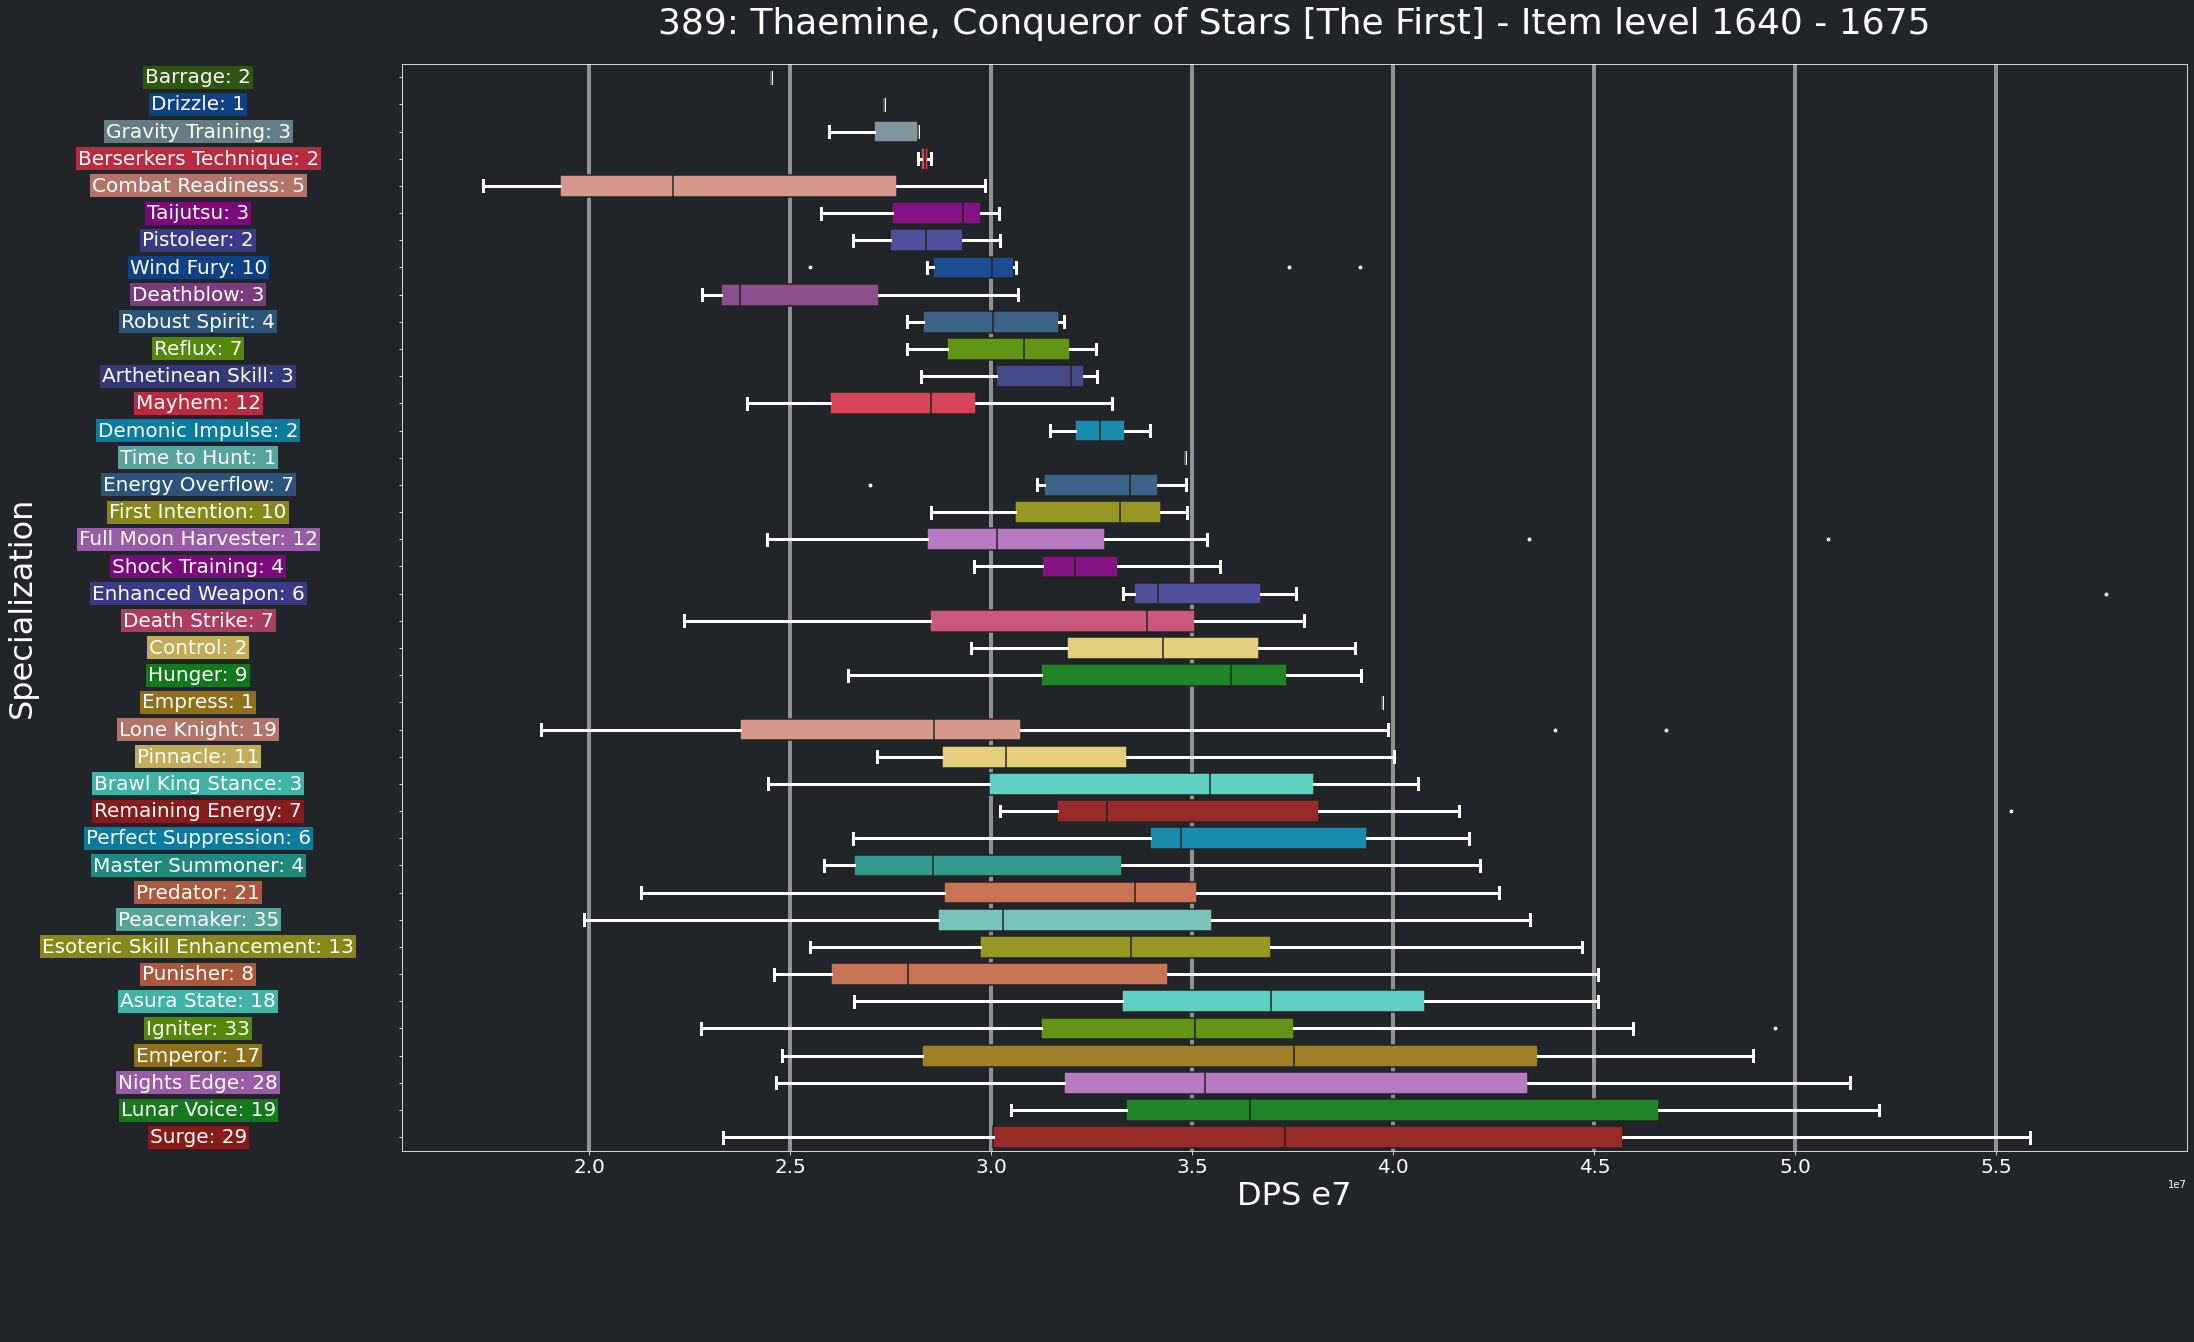 389: Thaemine, Conqueror of Stars [The First] - Item level 1640 - 1675
Barrage: 2
Drizzle: 1
Gravity Training: 3
Berserkers Technique: 2
Combat Readiness: 5
Taijutsu: 3
Pistoleer: 2
Wind Fury: 10
Deathblow: 3
Robust Spirit: 4
Reflux: 7
Arthetinean Skill: 3
Mayhem: 12
Demonic Impulse: 2
Time to Hunt: 1
Energy Overflow: 7
First Intention: 10
Full Moon Harvester: 12
Shock Training: 4
Enhanced Weapon: 6
Death Strike: 7
Control: 2
Hunger: 9
Empress: 1
Lone Knight: 19
Pinnacle: 11
Brawl King Stance: 3
Remaining Energy: 7
Perfect Suppression: 6
Master Summoner: 4
Predator: 21
Peacemaker: 35
Esoteric Skill Enhancement: 13
Punisher: 8
Asura State: 18
Igniter: 33
Emperor: 17
Nights Edge: 28
Lunar Voice: 19
Surge: 29
Specialization
2.0 2.5 3.0 3.5 4.0 4.5 5.0 5.5
1e7
DPS e7